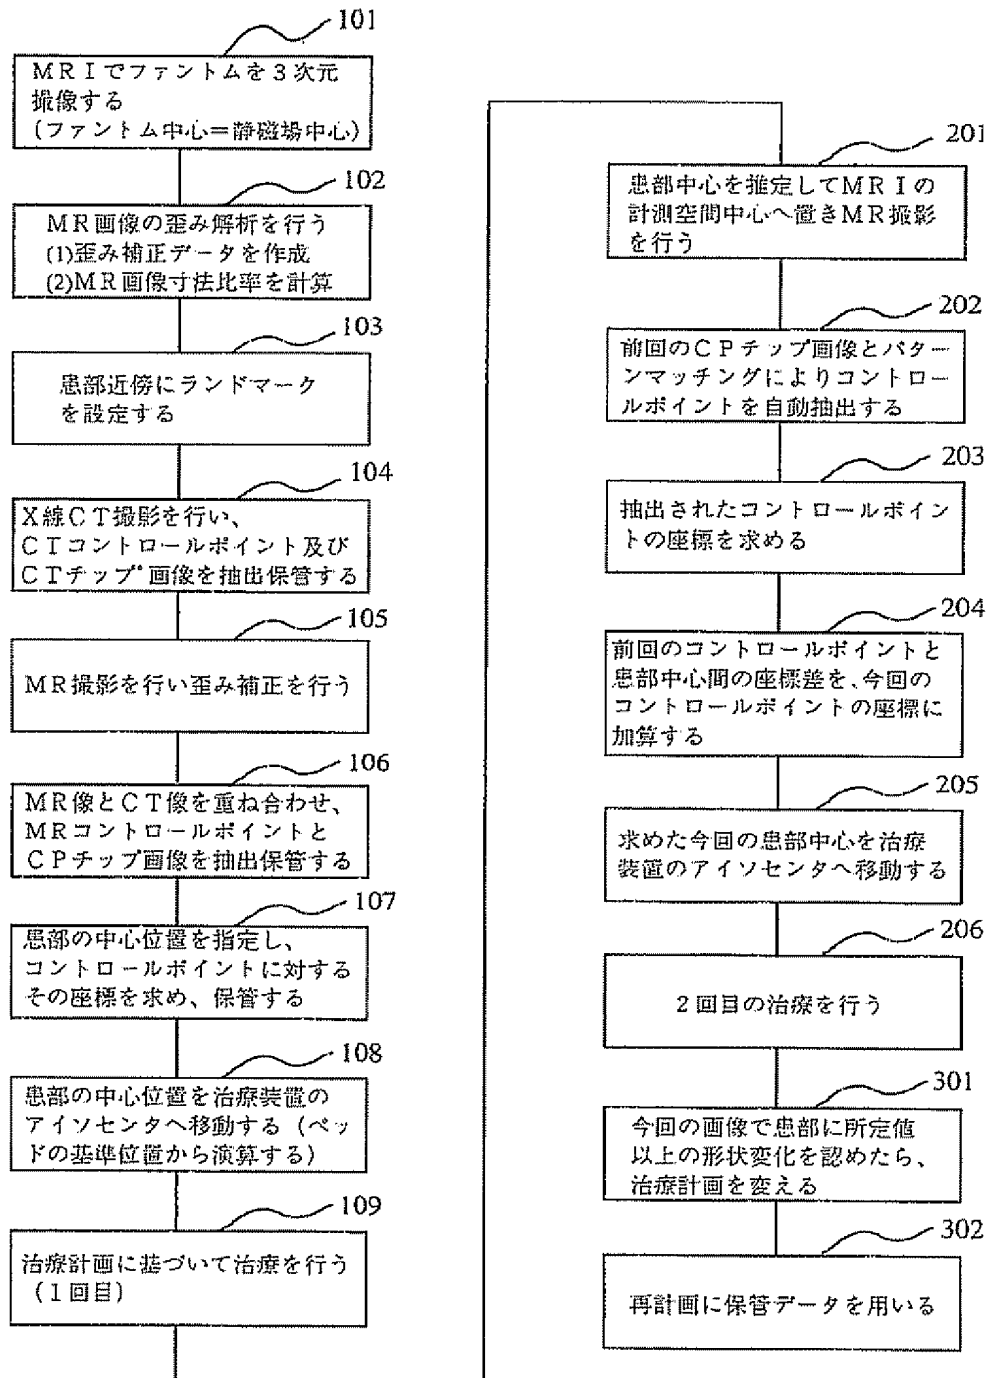 101
MRIでファントムを3次元
撮像する
(ファントム中心=静磁場中心)
102
MR画像の歪み解析を行う
(1)歪み補正データを作成
(2)MR画像寸法比率を計算
103
患部近傍にランドマーク
を設定する
104
X線CT撮影を行い、
CTコントロールポイント及び
CTチップ画像を抽出保管する
105
MR撮影を行い歪み補正を行う
106
MR像とCT像を重ね合わせ、
MRコントロールポイントと
CPチップ画像を抽出保管する
107
患部の中心位置を指定し、
コントロールポイントに対する
その座標を求め、保管する
108
患部の中心位置を治療装置の
アイソセンタへ移動する(ベッ
ドの基準位置から演算する)
109
治療計画に基づいて治療を行う
(1回目)
201
患部中心を推定してMRIの
計測空間中心へ置きMR撮影
を行う
202
前回のCPチップ画像とパター
ンマッチングによりコントロー
ルポイントを自動抽出する
203
抽出されたコントロールポイン
トの座標を求める
204
前回のコントロールポイントと
患部中心間の座標差を、今回の
コントロールポイントの座標に
加算する
205
求めた今回の患部中心を治療
装置のアイソセンタへ移動する
206
2回目の治療を行う
301
今回の画像で患部に所定値
以上の形状変化を認めたら、
治療計画を変える
302
再計画に保管データを用いる